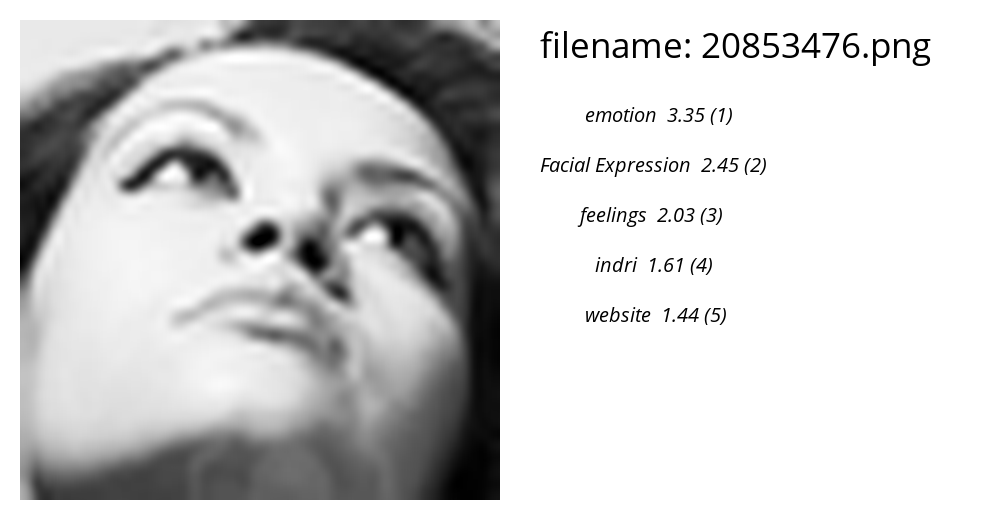 filename: 20853476.png
emotion 3.35 (1)
Facial Expression 2.45 (2)
feelings 2.03 (3)
indri 1.61 (4)
website 1.44 (5)